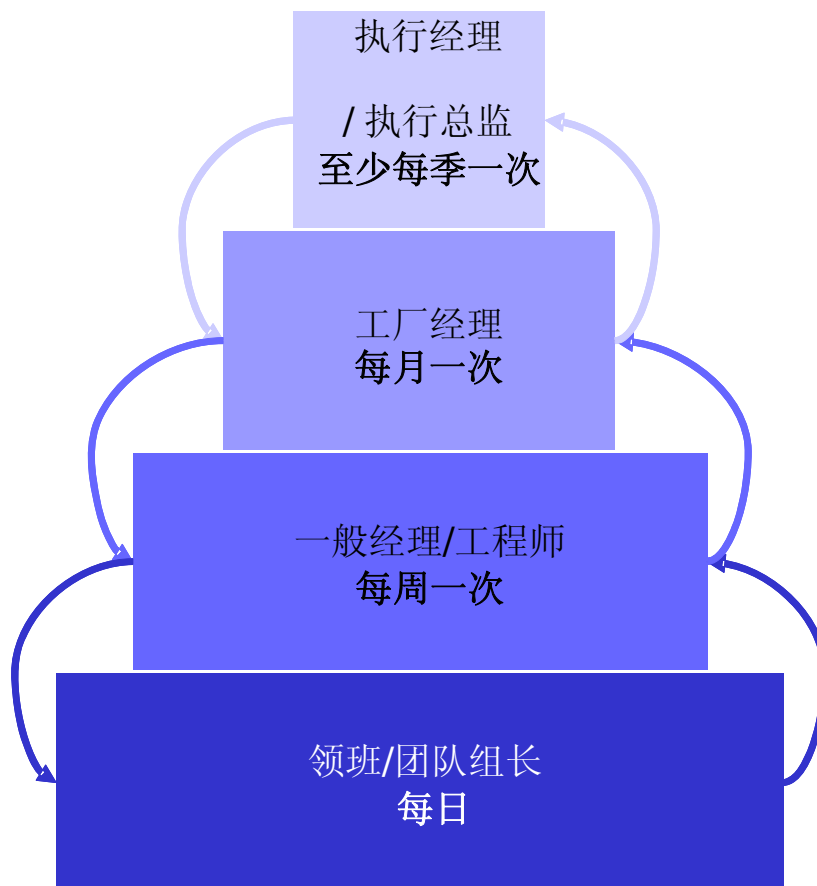 执行经理
/ 执行总监
至少每季一次
工厂经理
每月一次
一般经理/工程师
每周一次
领班/团队组长
每日